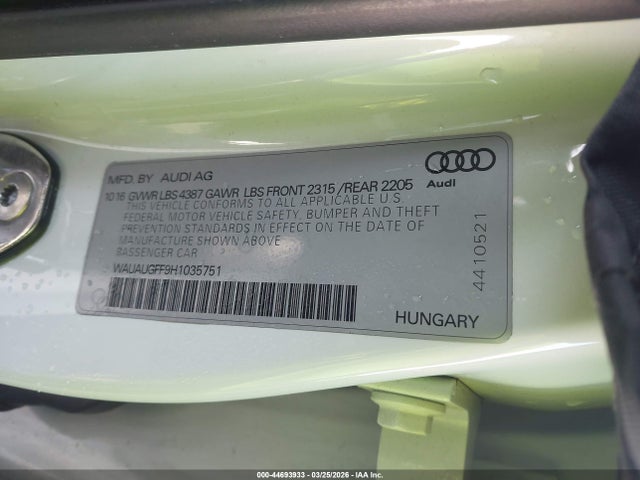 MFD. BY AUDI AG
10 16 GVWR LBS 4387 GAWR LBS FRONT 2315 / REAR 2205
THIS VEHICLE CONFORMS TO ALL APPLICABLE U.S.
FEDERAL MOTOR VEHICLE SAFETY, BUMPER AND THEFT
PREVENTION STANDARDS IN EFFECT ON THE DATE OF
MANUFACTURE SHOWN ABOVE
PASSENGER CAR
WAUAUGFF9H1035751
HUNGARY
Audi
4410521
000-44693933 | 03/25/2026 - COPYRIGHT IAA, LLC.